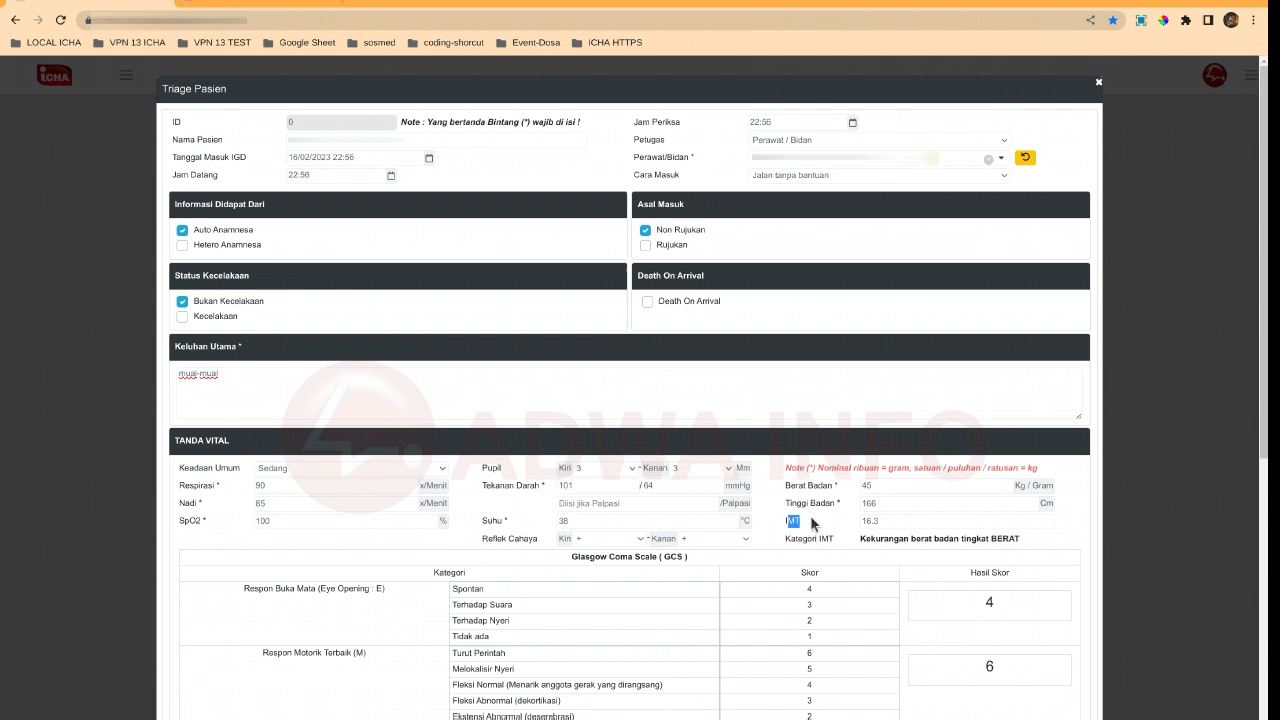 LOCAL ICHA VPN 13 ICHA VPN 13 TEST Google Sheet sosmed coding-shorcut Event-Dosa ICHA HTTPS
iCHA
Triage Pasien
ID 0 Note : Yang bertanda Bintang (*) wajib di isi ! Jam Periksa 22:56
Nama Pasien Petugas Perawat / Bidan
Tanggal Masuk IGD 16/02/2023 22:56 Perawat/Bidan *
Jam Datang 22:56 Cara Masuk Jalan tanpa bantuan
Informasi Didapat Dari Asal Masuk
Auto Anamnesa Non Rujukan
Hetero Anamnesa Rujukan
Status Kecelakaan Death On Arrival
Bukan Kecelakaan Death On Arrival
Kecelakaan
Keluhan Utama *
mual-mual
ADWA INFO
TANDA VITAL
Keadaan Umum Sedang Pupil Kiri 3 - Kanan 3 Mm Note (*) Nominal ribuan = gram, satuan / puluhan / ratusan = kg
Respirasi * 90 x/Menit Tekanan Darah * 101 / 64 mmHg Berat Badan * 45 Kg / Gram
Nadi * 85 x/Menit Diisi jika Palpasi /Palpasi Tinggi Badan * 166 Cm
SpO2 * 100 % Suhu * 38 °C IMT 16.3
Reflek Cahaya Kiri + - Kanan + Kategori IMT Kekurangan berat badan tingkat BERAT
Glasgow Coma Scale ( GCS )
Kategori Skor Hasil Skor
Respon Buka Mata (Eye Opening : E) Spontan 4 4
Terhadap Suara 3
Terhadap Nyeri 2
Tidak ada 1
Respon Motorik Terbaik (M) Turut Perintah 6 6
Melokalisir Nyeri 5
Fleksi Normal (Menarik anggota gerak yang dirangsang) 4
Fleksi Abnormal (dekortikasi) 3
Ekstensi Abnormal (deserebrasi) 2